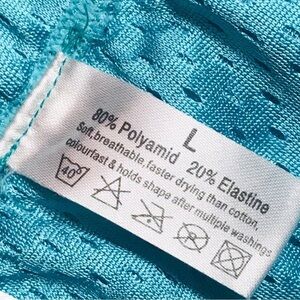 L
80% Polyamid 20% Elastine
Soft, breathable, faster drying than cotton,
colourfast & holds shape after multiple washings
40°